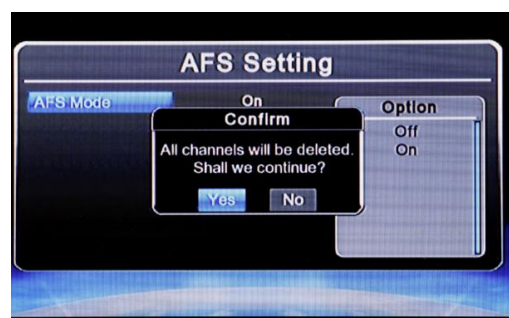 AFS Setting
AFS Mode
On
Option
Off
On
Confirm
All channels will be deleted.
Shall we continue?
Yes
No